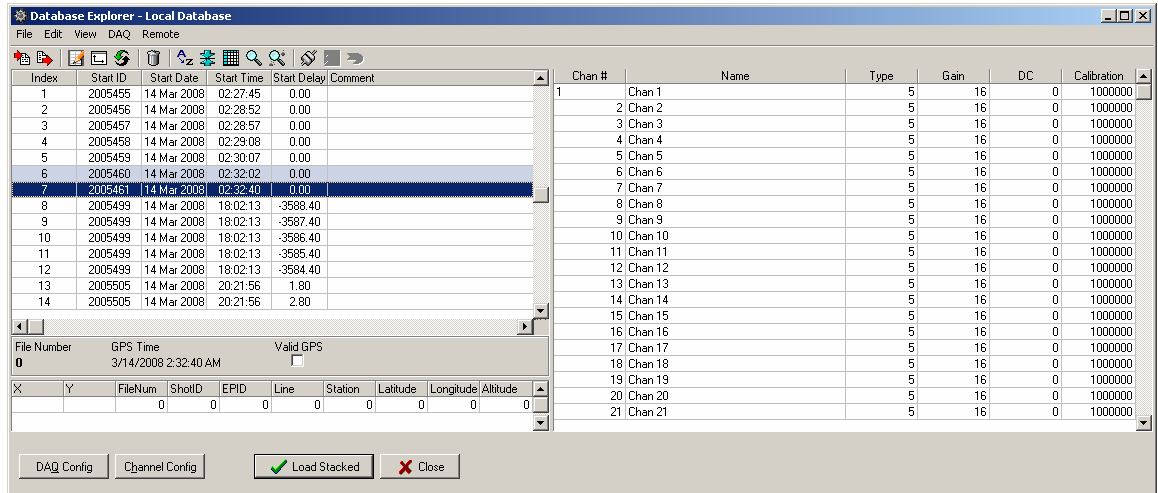 Database Explorer - Local Database
File Edit View DAQ Remote
Index Start ID Start Date Start Time Start Delay Comment
1 2005455 14 Mar 2008 02:27:45 0.00
2 2005456 14 Mar 2008 02:28:52 0.00
3 2005457 14 Mar 2008 02:28:57 0.00
4 2005458 14 Mar 2008 02:29:08 0.00
5 2005459 14 Mar 2008 02:30:07 0.00
6 2005460 14 Mar 2008 02:32:02 0.00
7 2005461 14 Mar 2008 02:32:40 0.00
8 2005499 14 Mar 2008 18:02:13 -3588.40
9 2005499 14 Mar 2008 18:02:13 -3587.40
10 2005499 14 Mar 2008 18:02:13 -3586.40
11 2005499 14 Mar 2008 18:02:13 -3585.40
12 2005499 14 Mar 2008 18:02:13 -3584.40
13 2005505 14 Mar 2008 20:21:56 1.80
14 2005505 14 Mar 2008 20:21:56 2.80
File Number GPS Time Valid GPS
0 3/14/2008 2:32:40 AM
X Y FileNum ShotID EPID Line Station Latitude Longitude Altitude
0 0 0 0 0 0 0 0
Chan # Name Type Gain DC Calibration
1 Chan 1 5 16 0 1000000
2 Chan 2 5 16 0 1000000
3 Chan 3 5 16 0 1000000
4 Chan 4 5 16 0 1000000
5 Chan 5 5 16 0 1000000
6 Chan 6 5 16 0 1000000
7 Chan 7 5 16 0 1000000
8 Chan 8 5 16 0 1000000
9 Chan 9 5 16 0 1000000
10 Chan 10 5 16 0 1000000
11 Chan 11 5 16 0 1000000
12 Chan 12 5 16 0 1000000
13 Chan 13 5 16 0 1000000
14 Chan 14 5 16 0 1000000
15 Chan 15 5 16 0 1000000
16 Chan 16 5 16 0 1000000
17 Chan 17 5 16 0 1000000
18 Chan 18 5 16 0 1000000
19 Chan 19 5 16 0 1000000
20 Chan 20 5 16 0 1000000
21 Chan 21 5 16 0 1000000
DAQ Config Channel Config Load Stacked Close